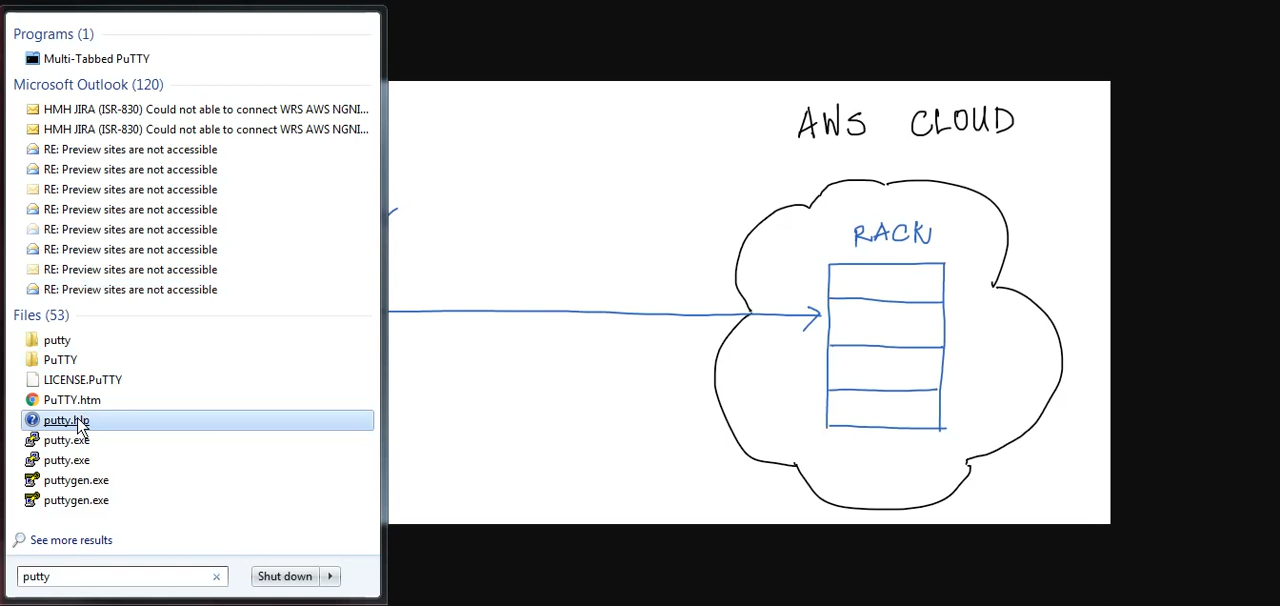 Programs (1)
Multi-Tabbed PuTTY
Microsoft Outlook (120)
HMH JIRA (ISR-830) Could not able to connect WRS AWS NGNI...
HMH JIRA (ISR-830) Could not able to connect WRS AWS NGNI...
RE: Preview sites are not accessible
RE: Preview sites are not accessible
RE: Preview sites are not accessible
RE: Preview sites are not accessible
RE: Preview sites are not accessible
RE: Preview sites are not accessible
RE: Preview sites are not accessible
RE: Preview sites are not accessible
Files (53)
putty
PuTTY
LICENSE.PuTTY
PuTTY.htm
putty.hlp
putty.exe
putty.exe
puttygen.exe
puttygen.exe
See more results
putty
Shut down
AWS CLOUD
RACK